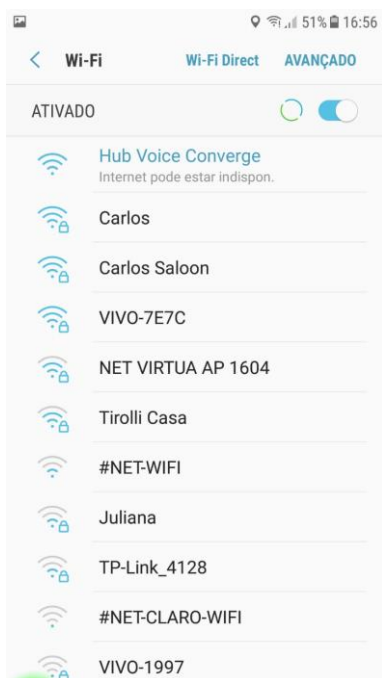 51% 16:56
Wi-Fi Wi-Fi Direct AVANÇADO
ATIVADO
Hub Voice Converge
Internet pode estar indispon.
Carlos
Carlos Saloon
VIVO-7E7C
NET VIRTUA AP 1604
Tirolli Casa
#NET-WIFI
Juliana
TP-Link_4128
#NET-CLARO-WIFI
VIVO-1997